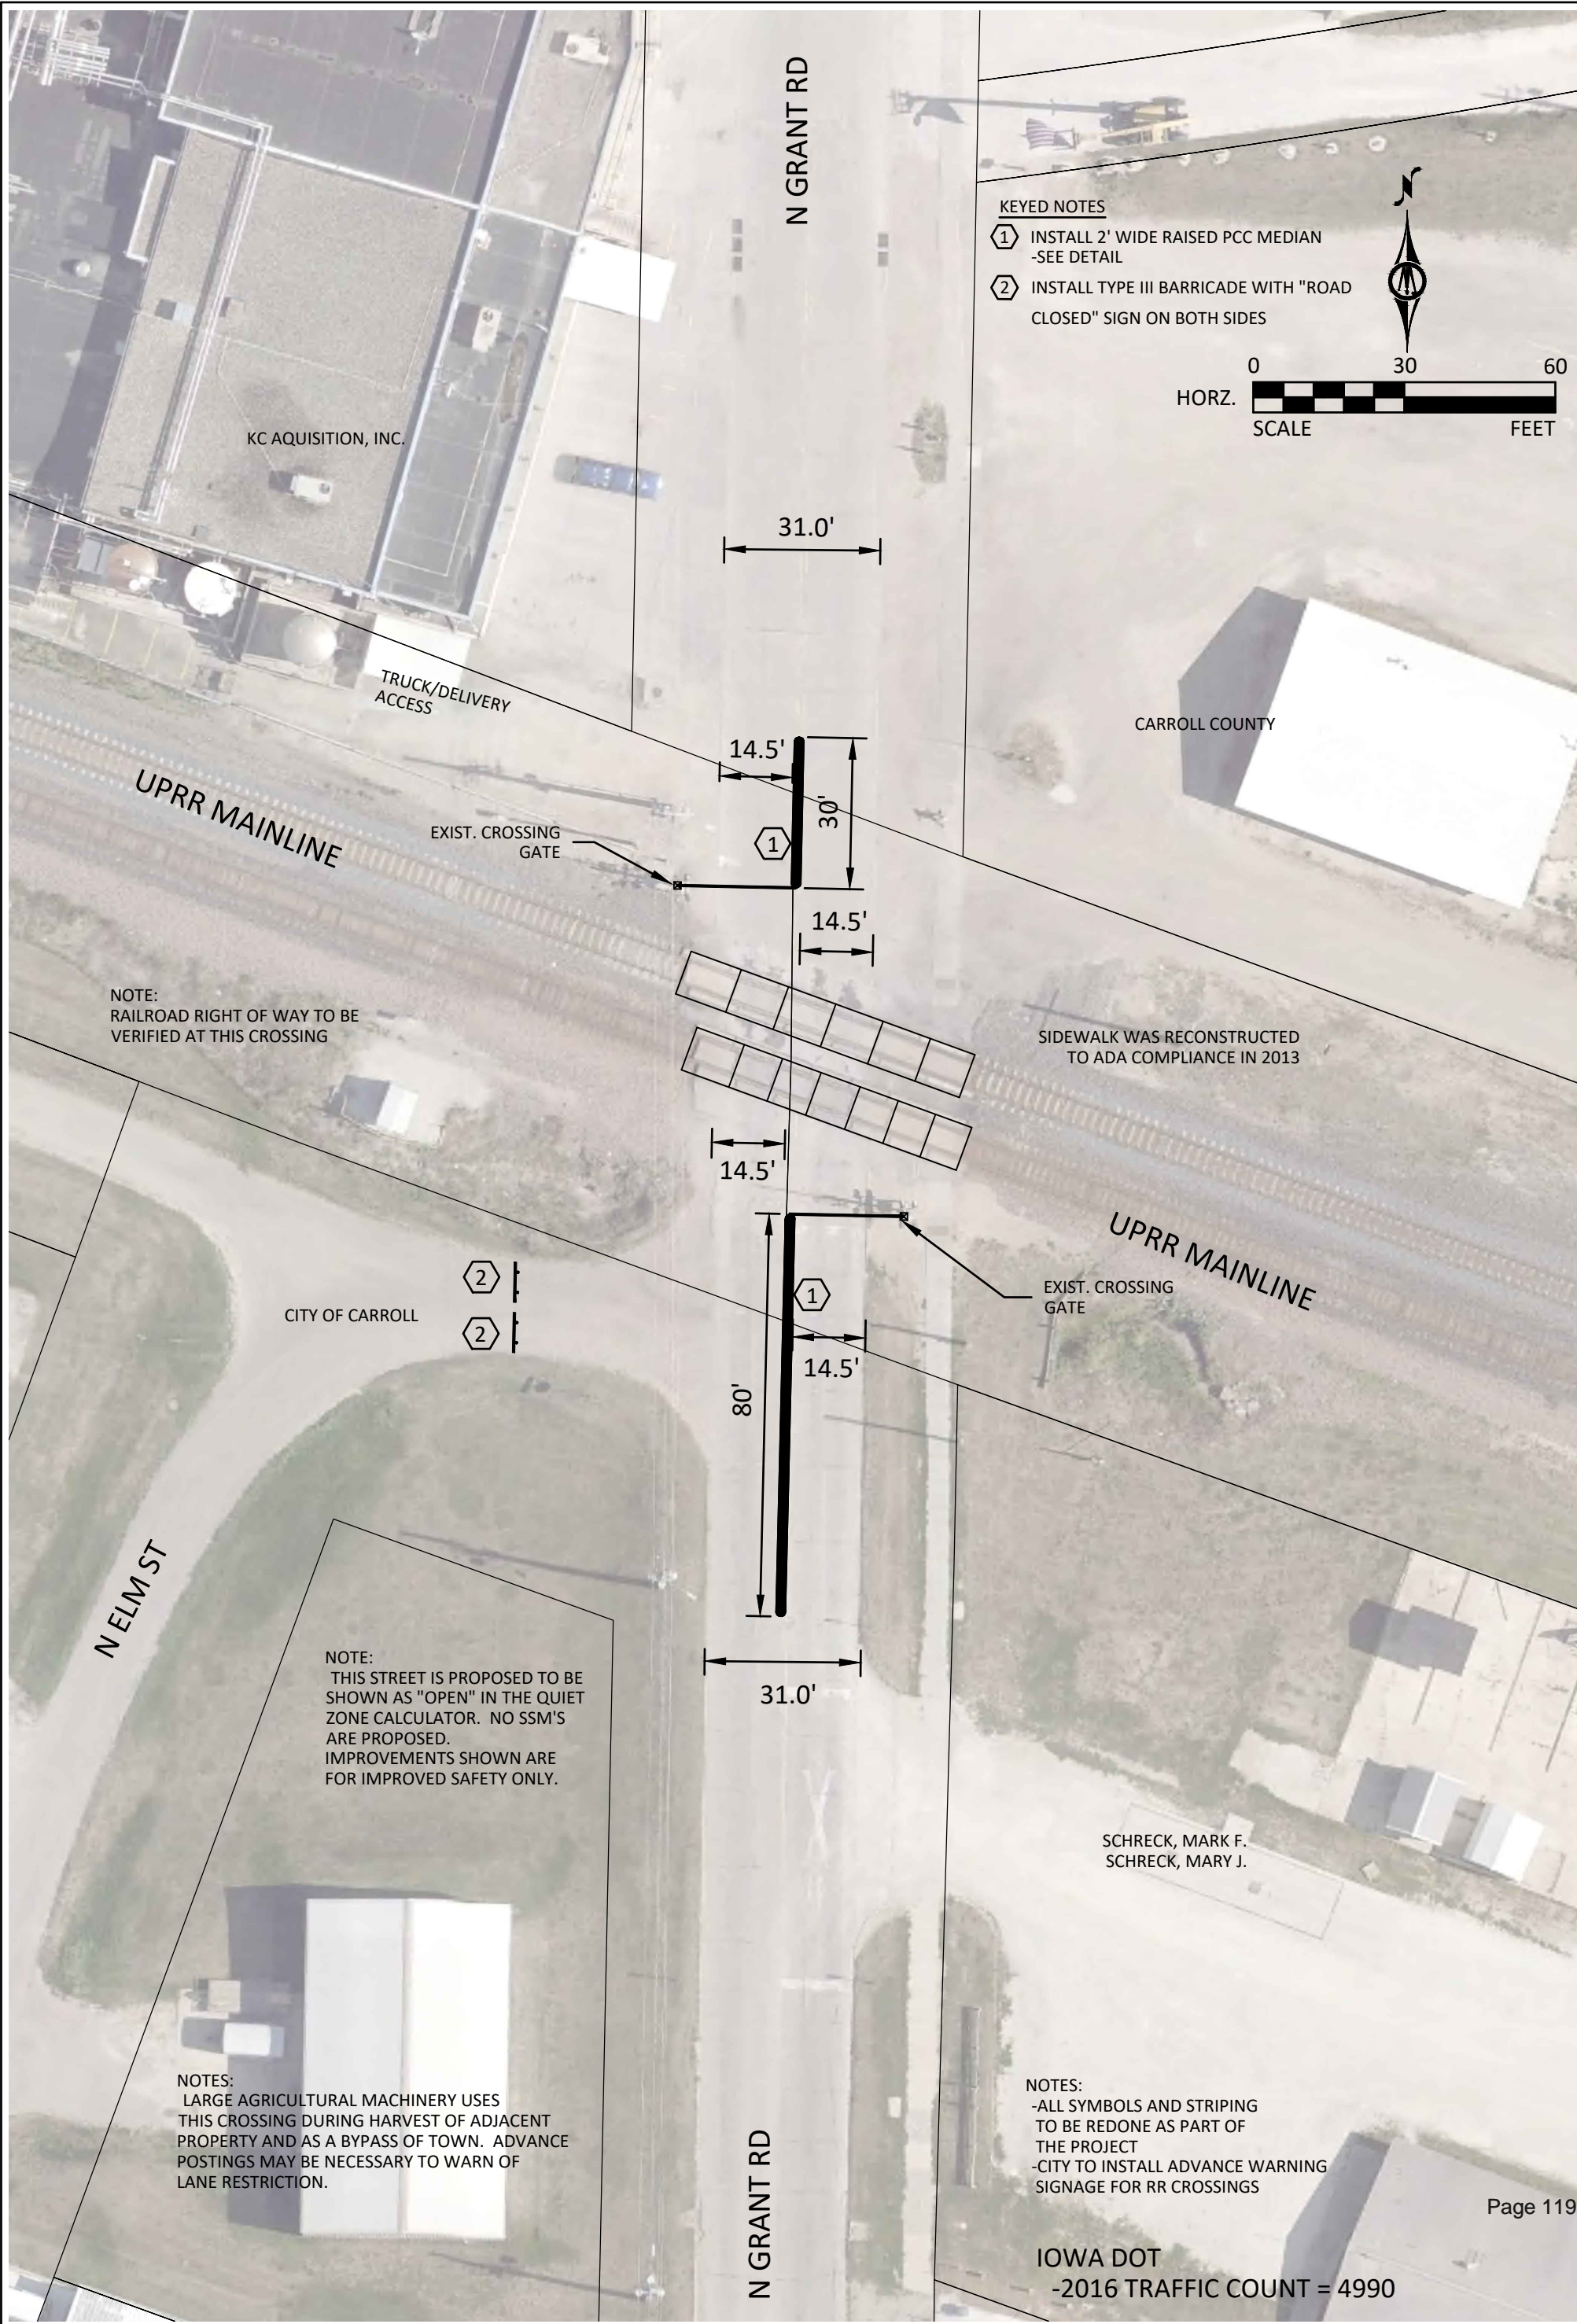 N GRANT RD
KEYED NOTES
1 INSTALL 2' WIDE RAISED PCC MEDIAN
-SEE DETAIL
2 INSTALL TYPE III BARRICADE WITH "ROAD
CLOSED" SIGN ON BOTH SIDES
N
0 30 60
HORZ.
SCALE FEET
KC AQUISITION, INC.
31.0'
TRUCK/DELIVERY
ACCESS
CARROLL COUNTY
14.5'
30'
UPRR MAINLINE
EXIST. CROSSING
GATE
1
14.5'
NOTE:
RAILROAD RIGHT OF WAY TO BE
VERIFIED AT THIS CROSSING
SIDEWALK WAS RECONSTRUCTED
TO ADA COMPLIANCE IN 2013
14.5'
UPRR MAINLINE
2
1
EXIST. CROSSING
GATE
CITY OF CARROLL
2
14.5'
80'
N ELM ST
NOTE:
THIS STREET IS PROPOSED TO BE
SHOWN AS "OPEN" IN THE QUIET
ZONE CALCULATOR. NO SSM'S
ARE PROPOSED.
IMPROVEMENTS SHOWN ARE
FOR IMPROVED SAFETY ONLY.
31.0'
SCHRECK, MARK F.
SCHRECK, MARY J.
NOTES:
LARGE AGRICULTURAL MACHINERY USES
THIS CROSSING DURING HARVEST OF ADJACENT
PROPERTY AND AS A BYPASS OF TOWN. ADVANCE
POSTINGS MAY BE NECESSARY TO WARN OF
LANE RESTRICTION.
N GRANT RD
NOTES:
-ALL SYMBOLS AND STRIPING
TO BE REDONE AS PART OF
THE PROJECT
-CITY TO INSTALL ADVANCE WARNING
SIGNAGE FOR RR CROSSINGS
Page 119
IOWA DOT
-2016 TRAFFIC COUNT = 4990